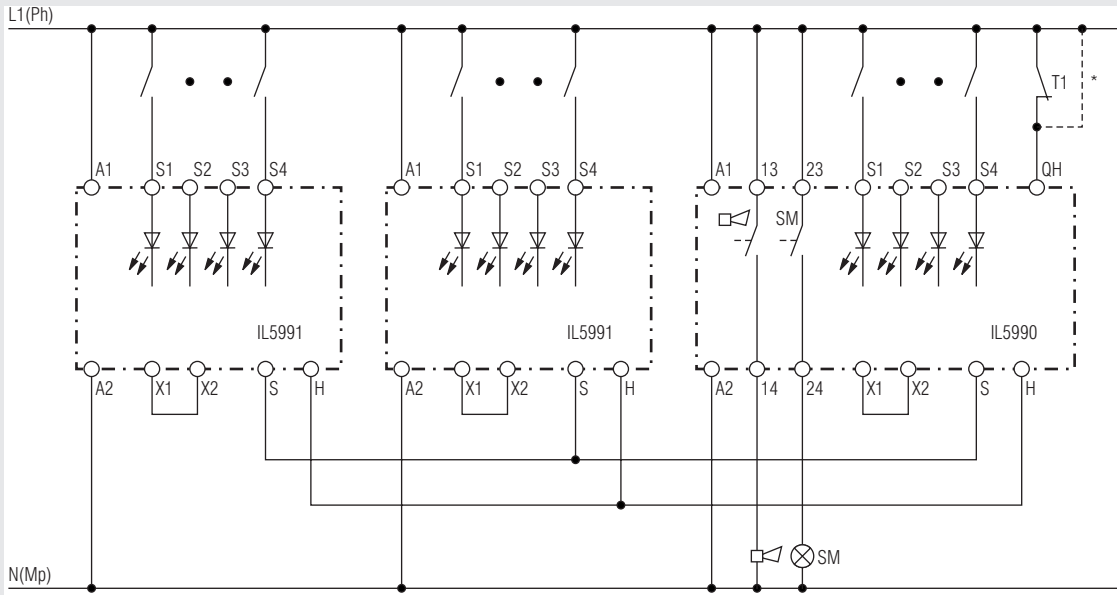 L1(Ph)
T1 *
A1 S1 S2 S3 S4 A1 S1 S2 S3 S4 A1 13 23 S1 S2 S3 S4 QH
SM
IL5991 IL5991 IL5990
A2 X1 X2 S H A2 X1 X2 S H A2 14 24 X1 X2 S H
SM
N(Mp)